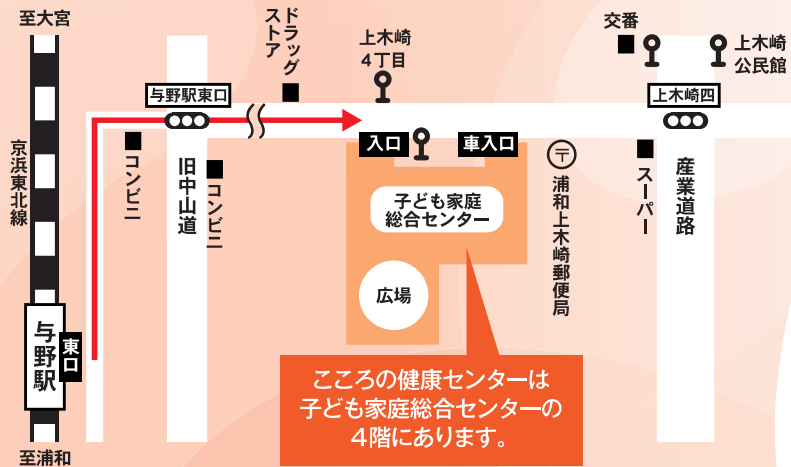 至大宮
京浜東北線
与野駅
東口
至浦和
与野駅東口
コンビニ
旧中山道
コンビニ
ドラッグ
ストア
上木崎
4丁目
入口
車入口
子ども家庭
総合センター
広場
〒
浦和上木崎郵便局
交番
上木崎
公民館
上木崎四
スーパー
産業道路
こころの健康センターは
子ども家庭総合センターの
4階にあります。